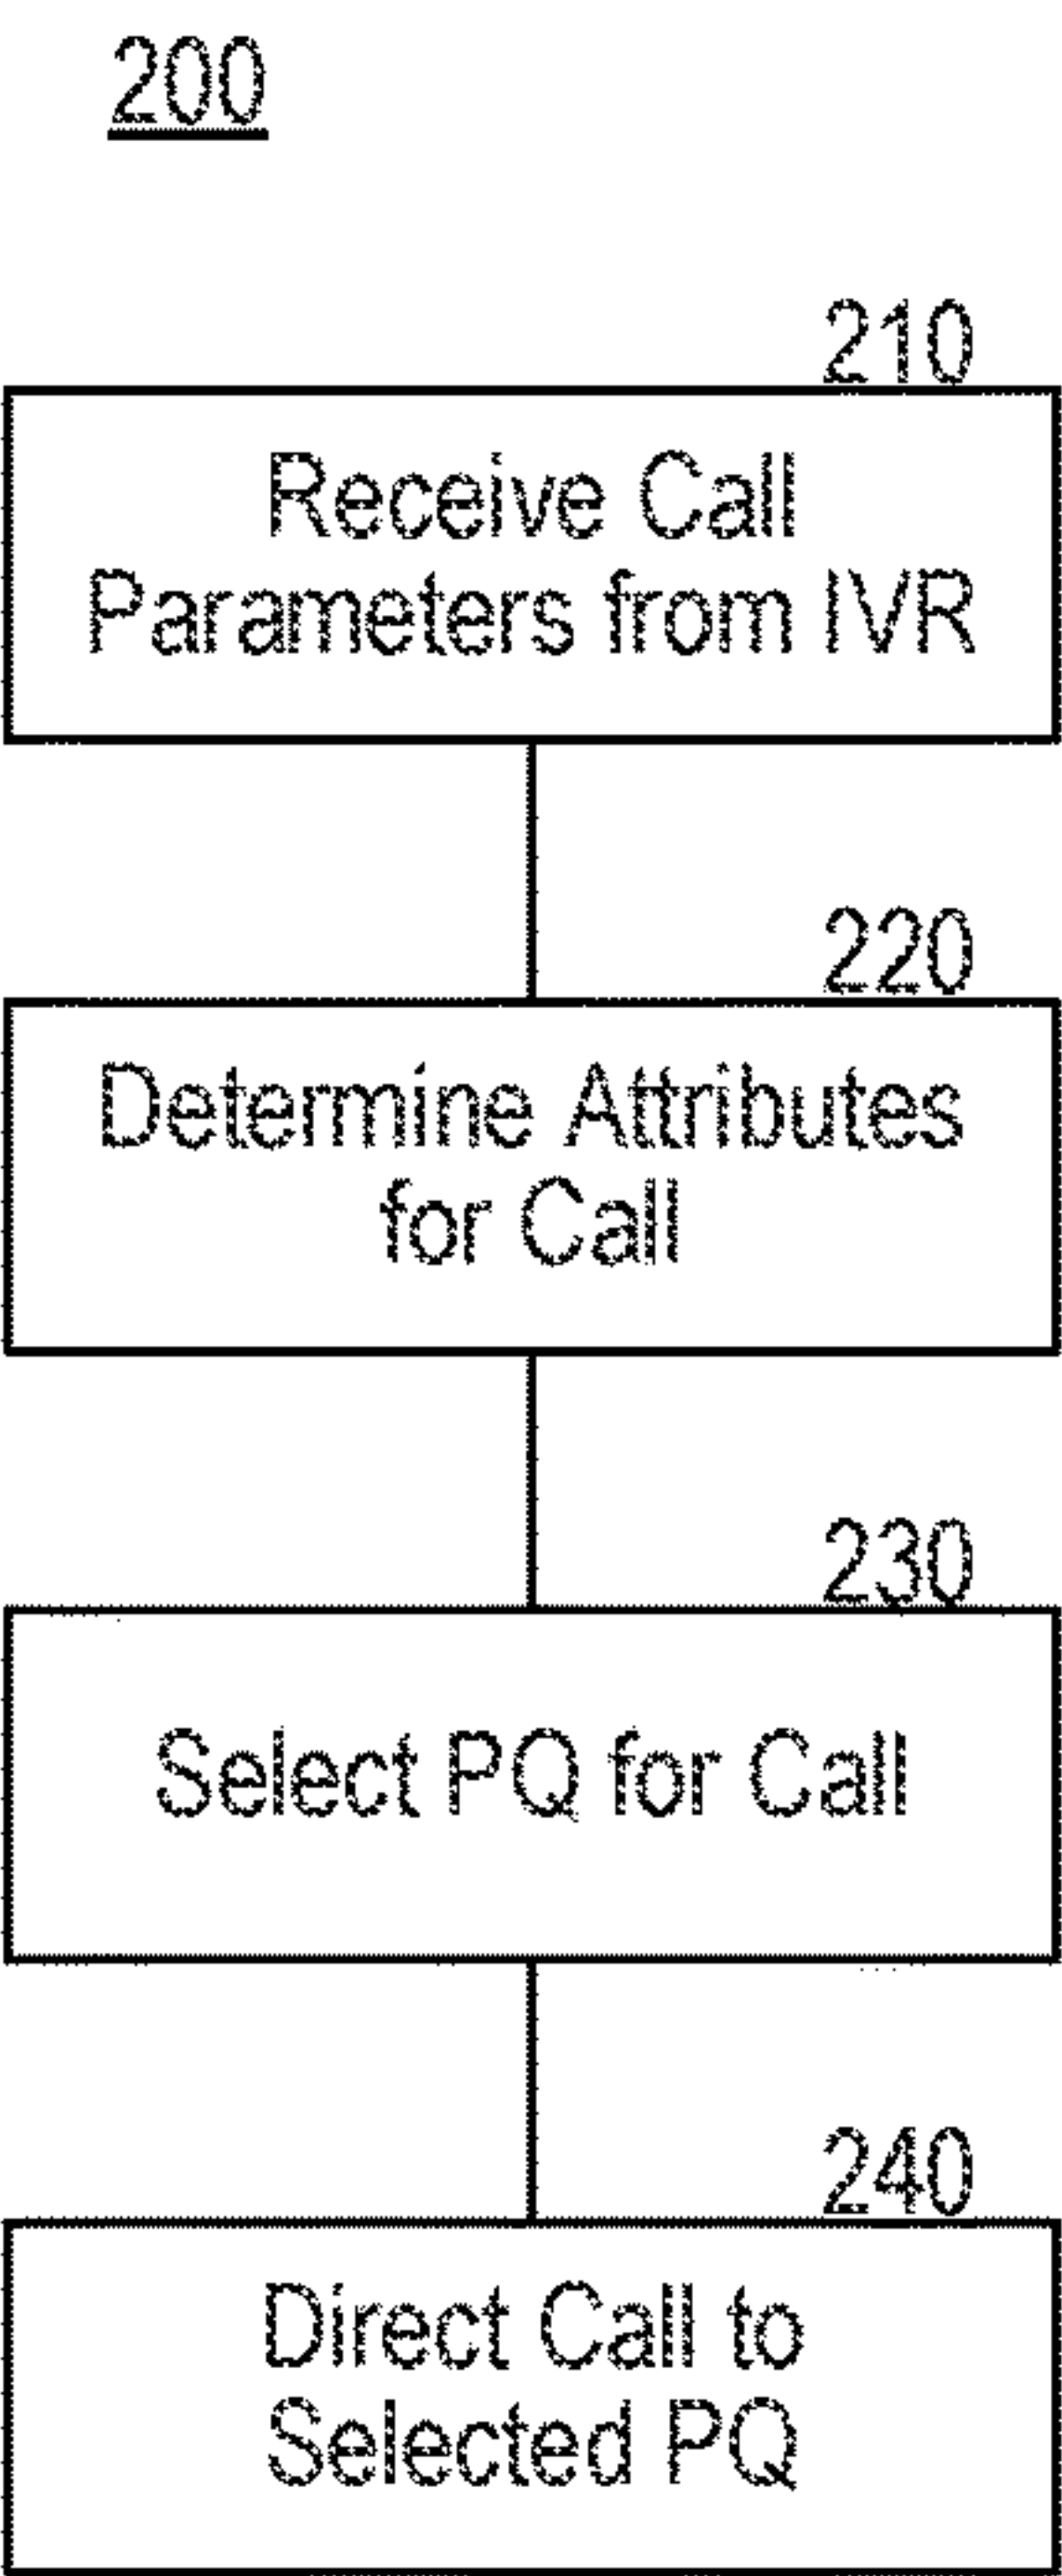 200
210
Receive Call
Parameters from IVR
220
Determine Attributes
for Call
230
Select PQ for Call
240
Direct Call to
Selected PQ